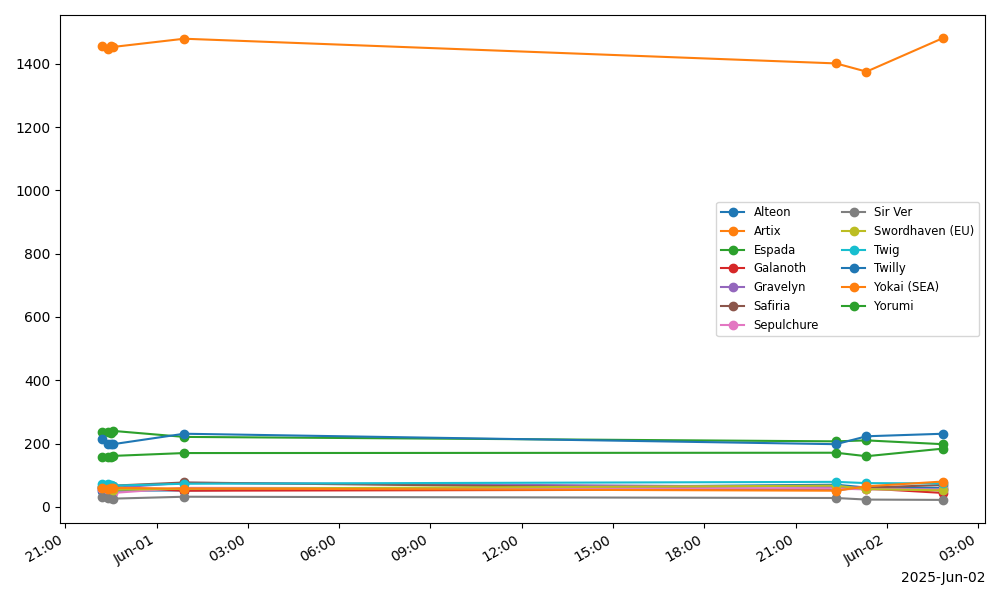 1400
1200
1000
800
600
400
200
0
Alteon
Artix
Espada
Galanoth
Gravelyn
Safiria
Sepulchure
Sir Ver
Swordhaven (EU)
Twig
Twilly
Yokai (SEA)
Yorumi
21:00
Jun-01
03:00
06:00
09:00
12:00
15:00
18:00
21:00
Jun-02
03:00
2025-Jun-02